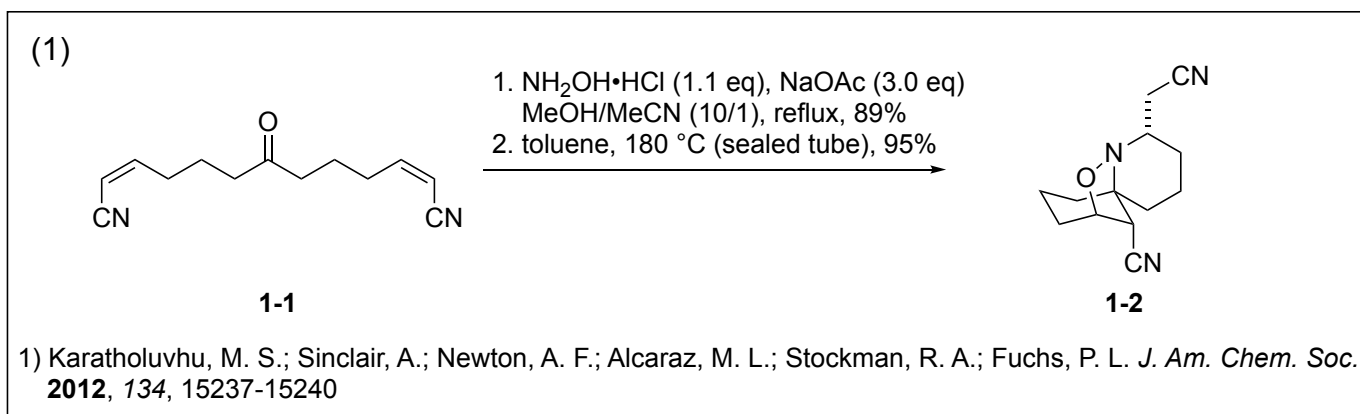 (1)
O
CN
CN
1-1
1. NH₂OH•HCl (1.1 eq), NaOAc (3.0 eq)
MeOH/MeCN (10/1), reflux, 89%
2. toluene, 180 °C (sealed tube), 95%
CN
N
O
CN
1-2
1) Karatholuvhu, M. S.; Sinclair, A.; Newton, A. F.; Alcaraz, M. L.; Stockman, R. A.; Fuchs, P. L. J. Am. Chem. Soc.
2012, 134, 15237-15240